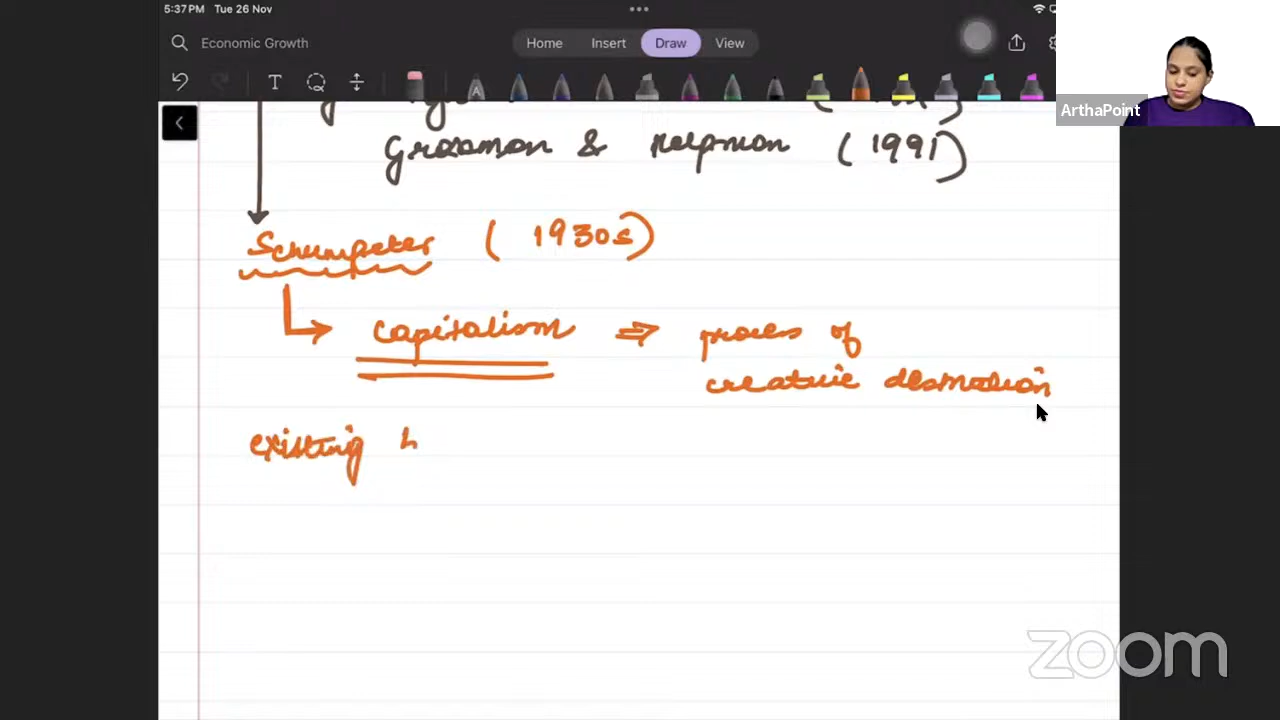 5:37 PM Tue 26 Nov
Economic Growth
Home Insert Draw View
T
A
ArthaPoint
Grossman & Helpman (1991)
Schumpeter (1930s)
Capitalism ⇒ process of
creative destruction
existing
zoom